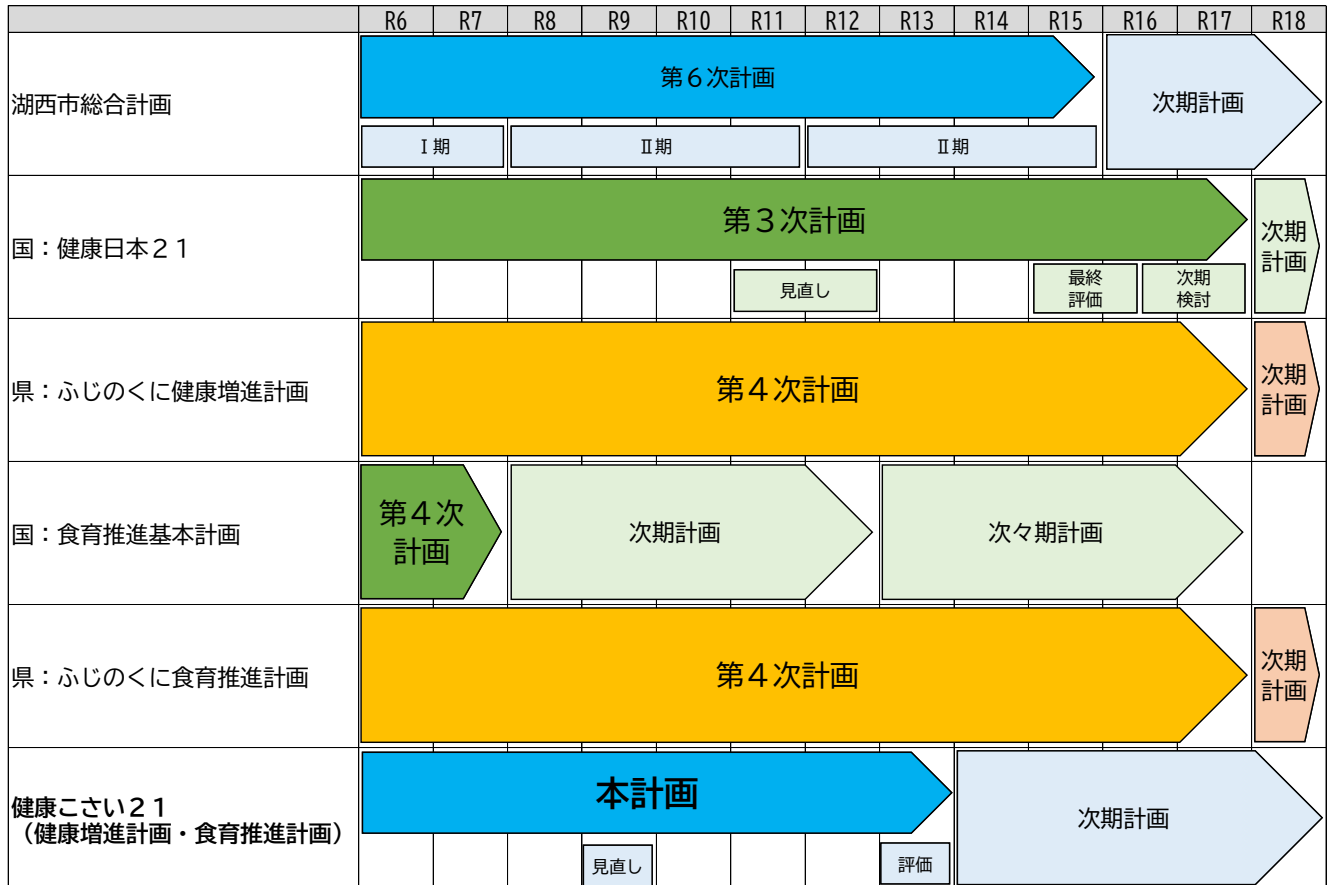 R6 R7 R8 R9 R10 R11 R12 R13 R14 R15 R16 R17 R18
湖西市総合計画
第６次計画
次期計画
Ⅰ期
Ⅱ期
Ⅱ期
国：健康日本２１
第３次計画
次期
計画
見直し
最終
評価
次期
検討
県：ふじのくに健康増進計画
第４次計画
次期
計画
国：食育推進基本計画
第４次
計画
次期計画
次々期計画
県：ふじのくに食育推進計画
第４次計画
次期
計画
健康こさい２１
（健康増進計画・食育推進計画）
本計画
次期計画
見直し
評価